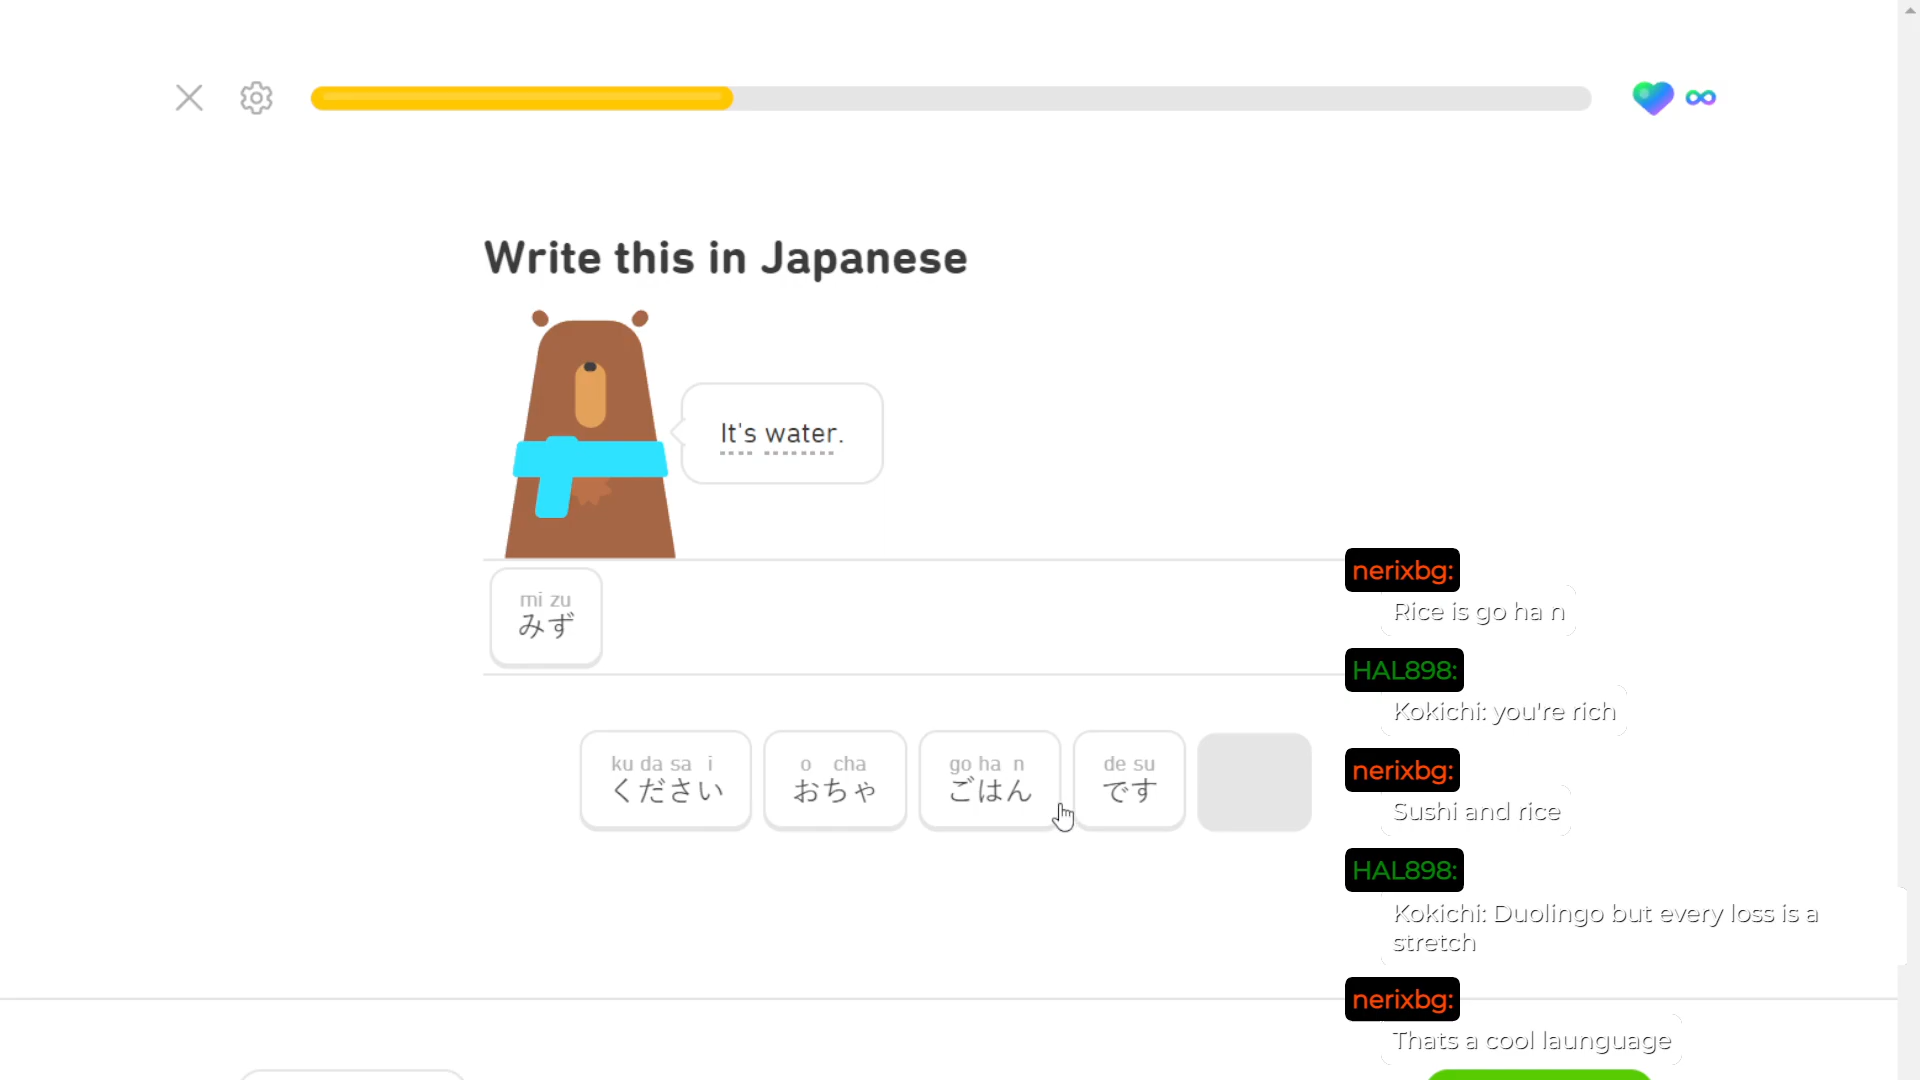 Write this in Japanese
It's water.
mi zu
みず
ku da sa i
ください
o cha
おちゃ
go ha n
ごはん
de su
です
nerixbg:
Rice is go ha n
HAL898:
Kokichi: you're rich
nerixbg:
Sushi and rice
HAL898:
Kokichi: Duolingo but every loss is a
stretch
nerixbg:
Thats a cool launguage